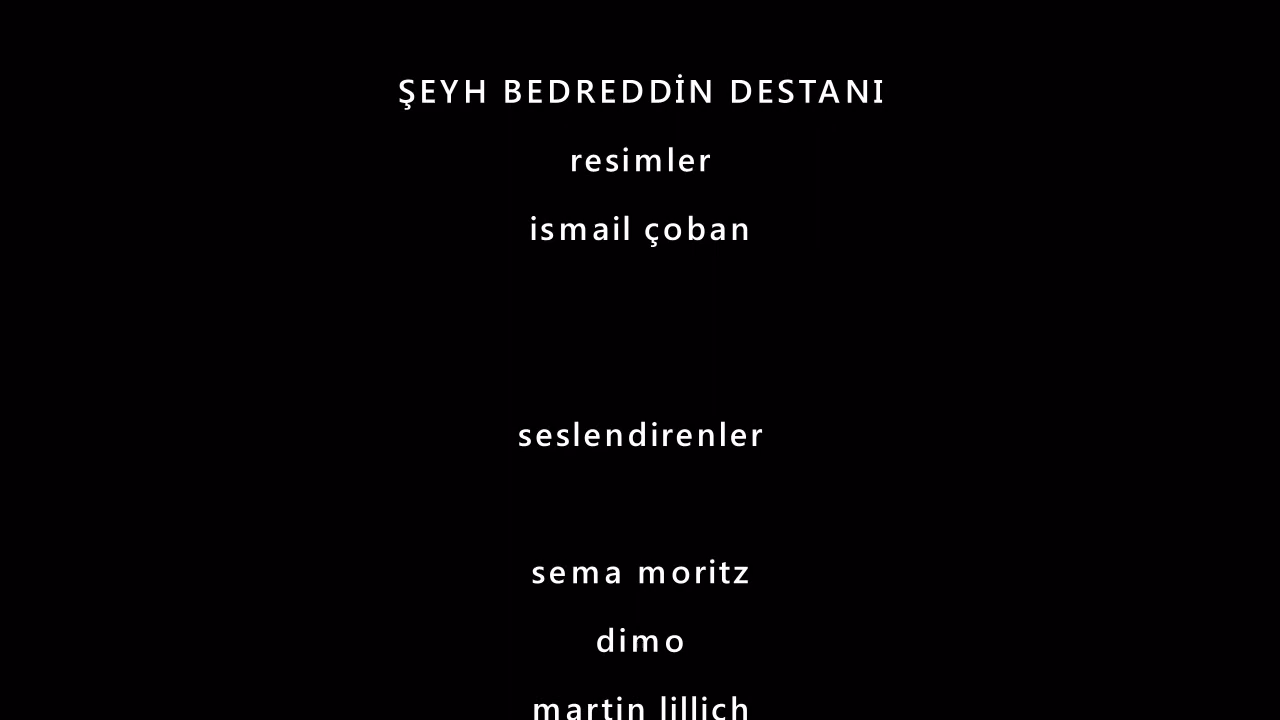 ŞEYH BEDREDDİN DESTANI
resimler
ismail çoban
seslendirenler
sema moritz
dimo
martin lillich